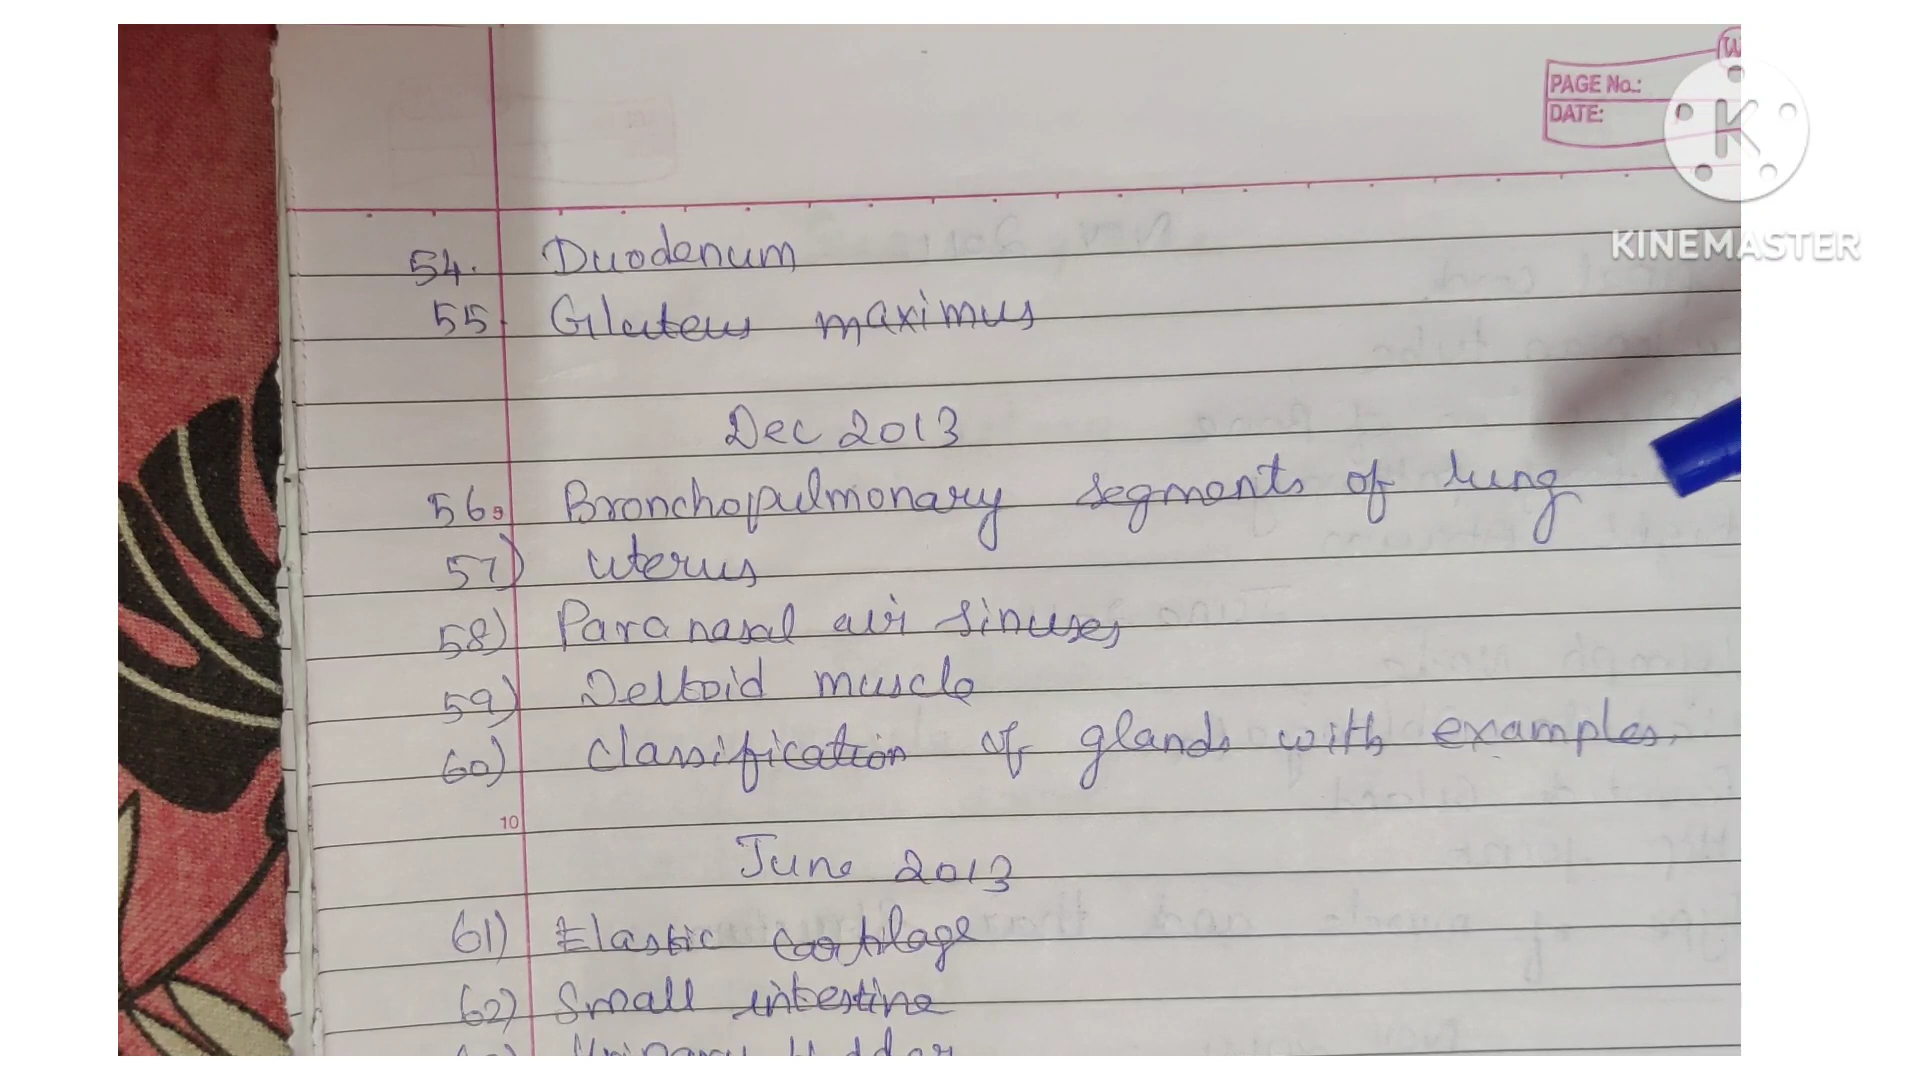 PAGE No.:
DATE:
KINEMASTER
54. Duodenum
55. Gluteus maximus
Dec 2013
56. Bronchopulmonary segments of lung
57) Uterus
58) Para nasal air sinuses
59) Deltoid muscle
60) Classification of glands with examples.
10
June 2013
61) Elastic cartilage
62) Small intestine